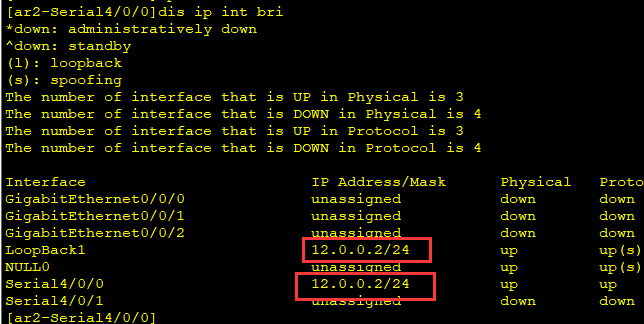 [ar2-Serial4/0/0]dis ip int bri
*down: administratively down
^down: standby
(l): loopback
(s): spoofing
The number of interface that is UP in Physical is 3
The number of interface that is DOWN in Physical is 4
The number of interface that is UP in Protocol is 3
The number of interface that is DOWN in Protocol is 4
Interface IP Address/Mask Physical Proto
GigabitEthernet0/0/0 unassigned down down
GigabitEthernet0/0/1 unassigned down down
GigabitEthernet0/0/2 unassigned down down
LoopBack1 12.0.0.2/24 up up(s)
NULL0 unassigned up up(s)
Serial4/0/0 12.0.0.2/24 up up
Serial4/0/1 unassigned down down
[ar2-Serial4/0/0]